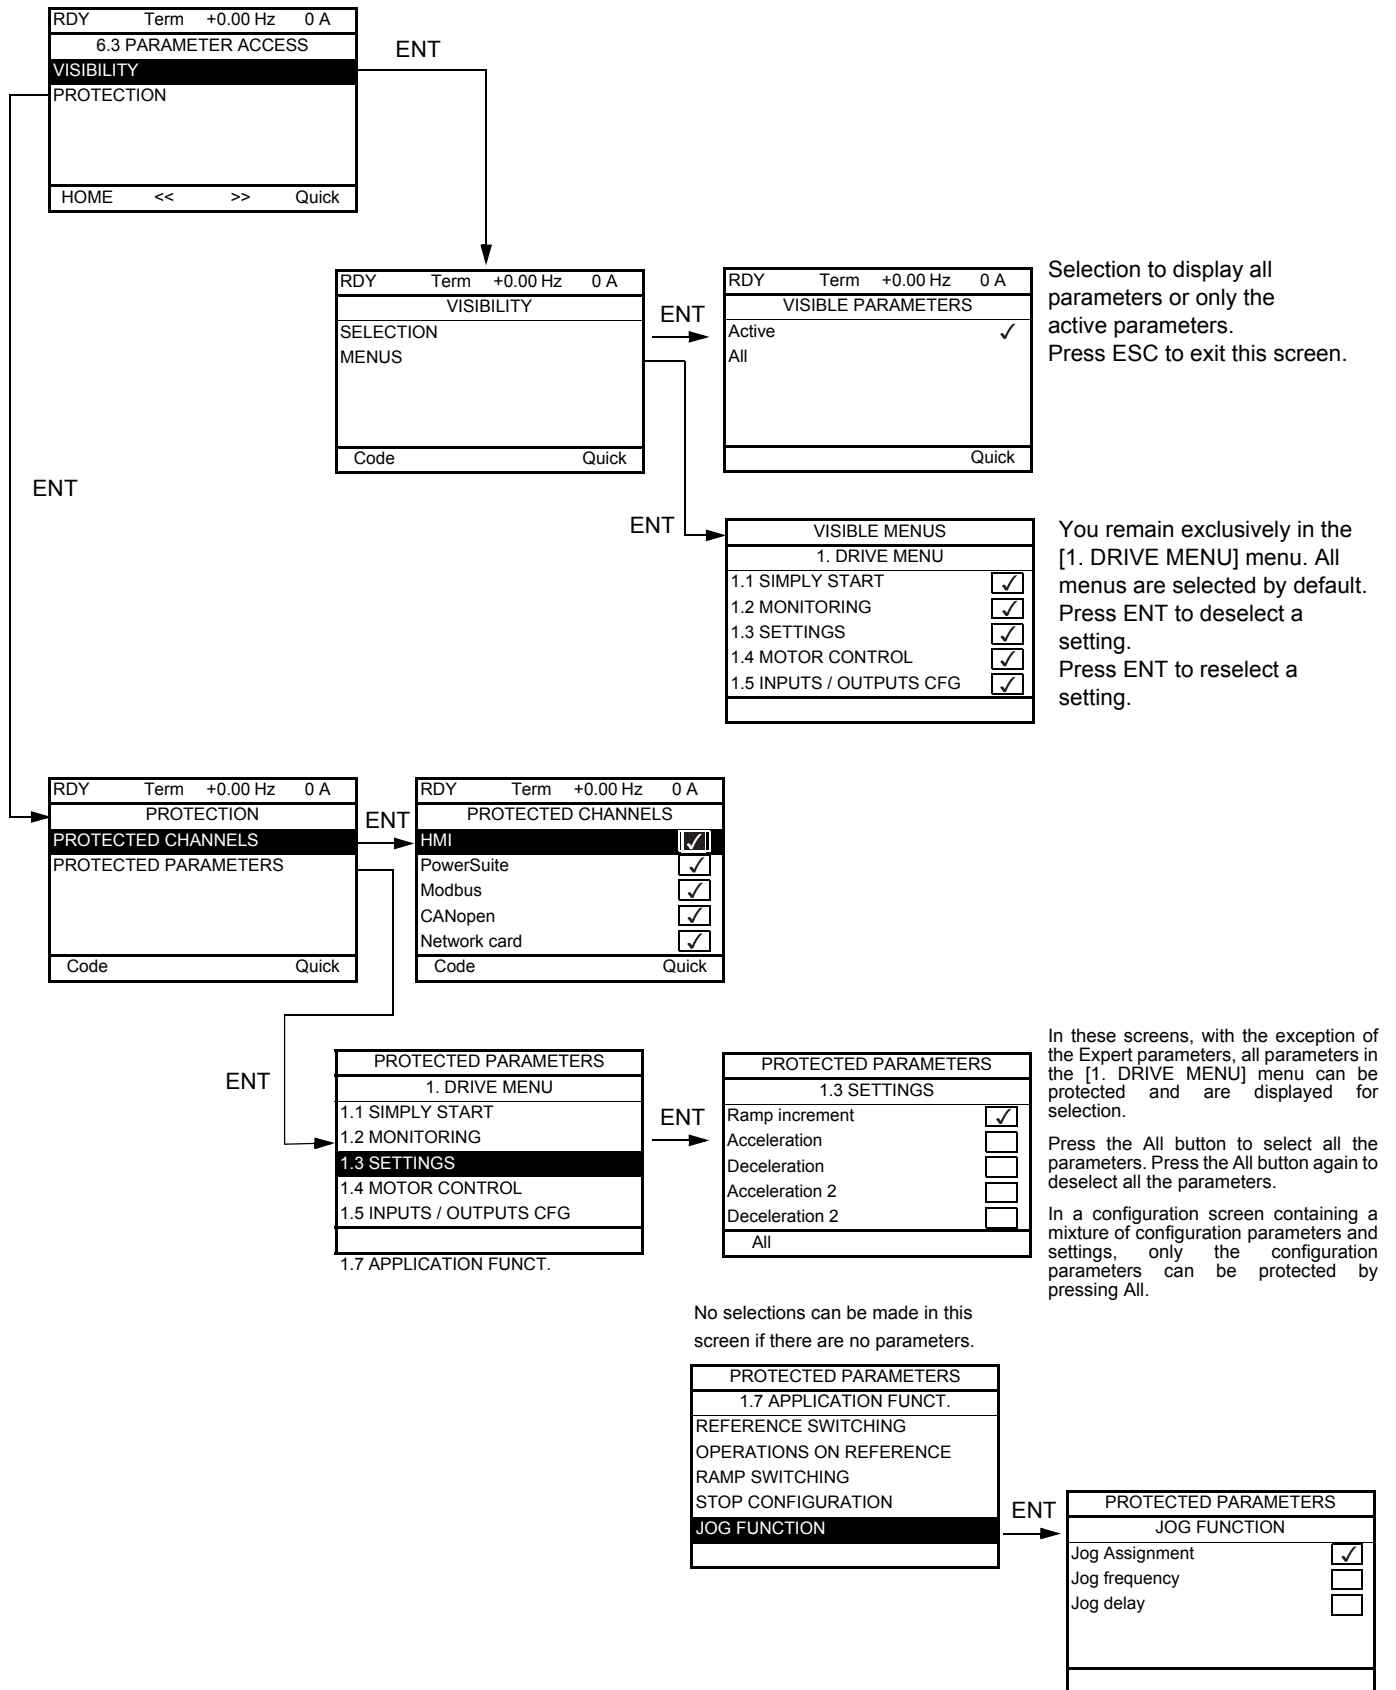 RDY Term +0.00 Hz 0 A
6.3 PARAMETER ACCESS
VISIBILITY
PROTECTION
HOME << >> Quick
ENT
RDY Term +0.00 Hz 0 A
VISIBILITY
SELECTION
MENUS
Code Quick
ENT
RDY Term +0.00 Hz 0 A
VISIBLE PARAMETERS
Active ✓
All
Quick
Selection to display all
parameters or only the
active parameters.
Press ESC to exit this screen.
ENT
ENT
VISIBLE MENUS
1. DRIVE MENU
1.1 SIMPLY START ✓
1.2 MONITORING ✓
1.3 SETTINGS ✓
1.4 MOTOR CONTROL ✓
1.5 INPUTS / OUTPUTS CFG ✓
You remain exclusively in the
[1. DRIVE MENU] menu. All
menus are selected by default.
Press ENT to deselect a
setting.
Press ENT to reselect a
setting.
RDY Term +0.00 Hz 0 A
PROTECTION
PROTECTED CHANNELS
PROTECTED PARAMETERS
Code Quick
ENT
RDY Term +0.00 Hz 0 A
PROTECTED CHANNELS
HMI ✓
PowerSuite ✓
Modbus ✓
CANopen ✓
Network card ✓
Code Quick
ENT
PROTECTED PARAMETERS
1. DRIVE MENU
1.1 SIMPLY START
1.2 MONITORING
1.3 SETTINGS
1.4 MOTOR CONTROL
1.5 INPUTS / OUTPUTS CFG
1.7 APPLICATION FUNCT.
ENT
PROTECTED PARAMETERS
1.3 SETTINGS
Ramp increment ✓
Acceleration
Deceleration
Acceleration 2
Deceleration 2
All
In these screens, with the exception of
the Expert parameters, all parameters in
the [1. DRIVE MENU] menu can be
protected and are displayed for
selection.
Press the All button to select all the
parameters. Press the All button again to
deselect all the parameters.
In a configuration screen containing a
mixture of configuration parameters and
settings, only the configuration
parameters can be protected by
pressing All.
No selections can be made in this
screen if there are no parameters.
PROTECTED PARAMETERS
1.7 APPLICATION FUNCT.
REFERENCE SWITCHING
OPERATIONS ON REFERENCE
RAMP SWITCHING
STOP CONFIGURATION
JOG FUNCTION
ENT
PROTECTED PARAMETERS
JOG FUNCTION
Jog Assignment ✓
Jog frequency
Jog delay